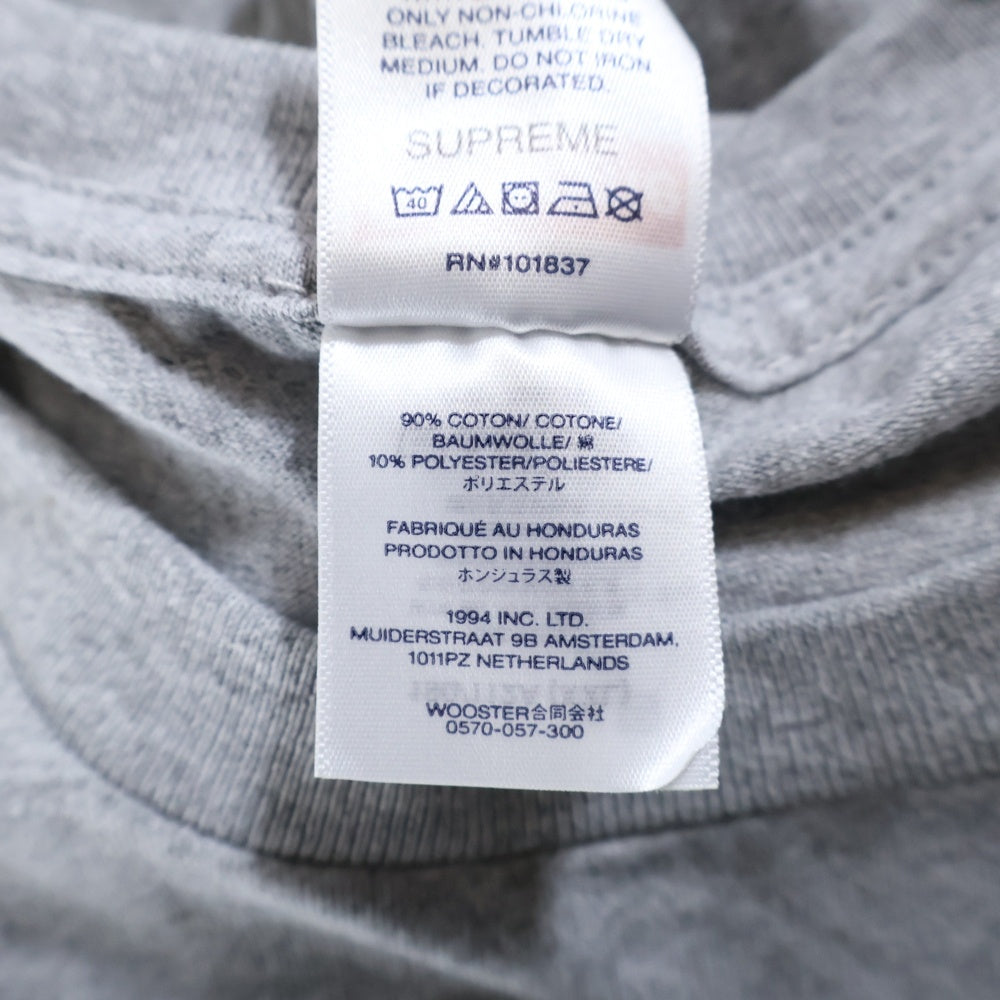 ONLY NON-CHLORINE
BLEACH. TUMBLE DRY
MEDIUM. DO NOT IRON
IF DECORATED.
SUPREME
40
RN#101837
90% COTON/ COTONE/
BAUMWOLLE/ 綿
10% POLYESTER/POLIESTERE/
ポリエステル
FABRIQUÉ AU HONDURAS
PRODOTTO IN HONDURAS
ホンジュラス製
1994 INC. LTD.
MUIDERSTRAAT 9B AMSTERDAM.
1011PZ NETHERLANDS
WOOSTER合同会社
0570-057-300